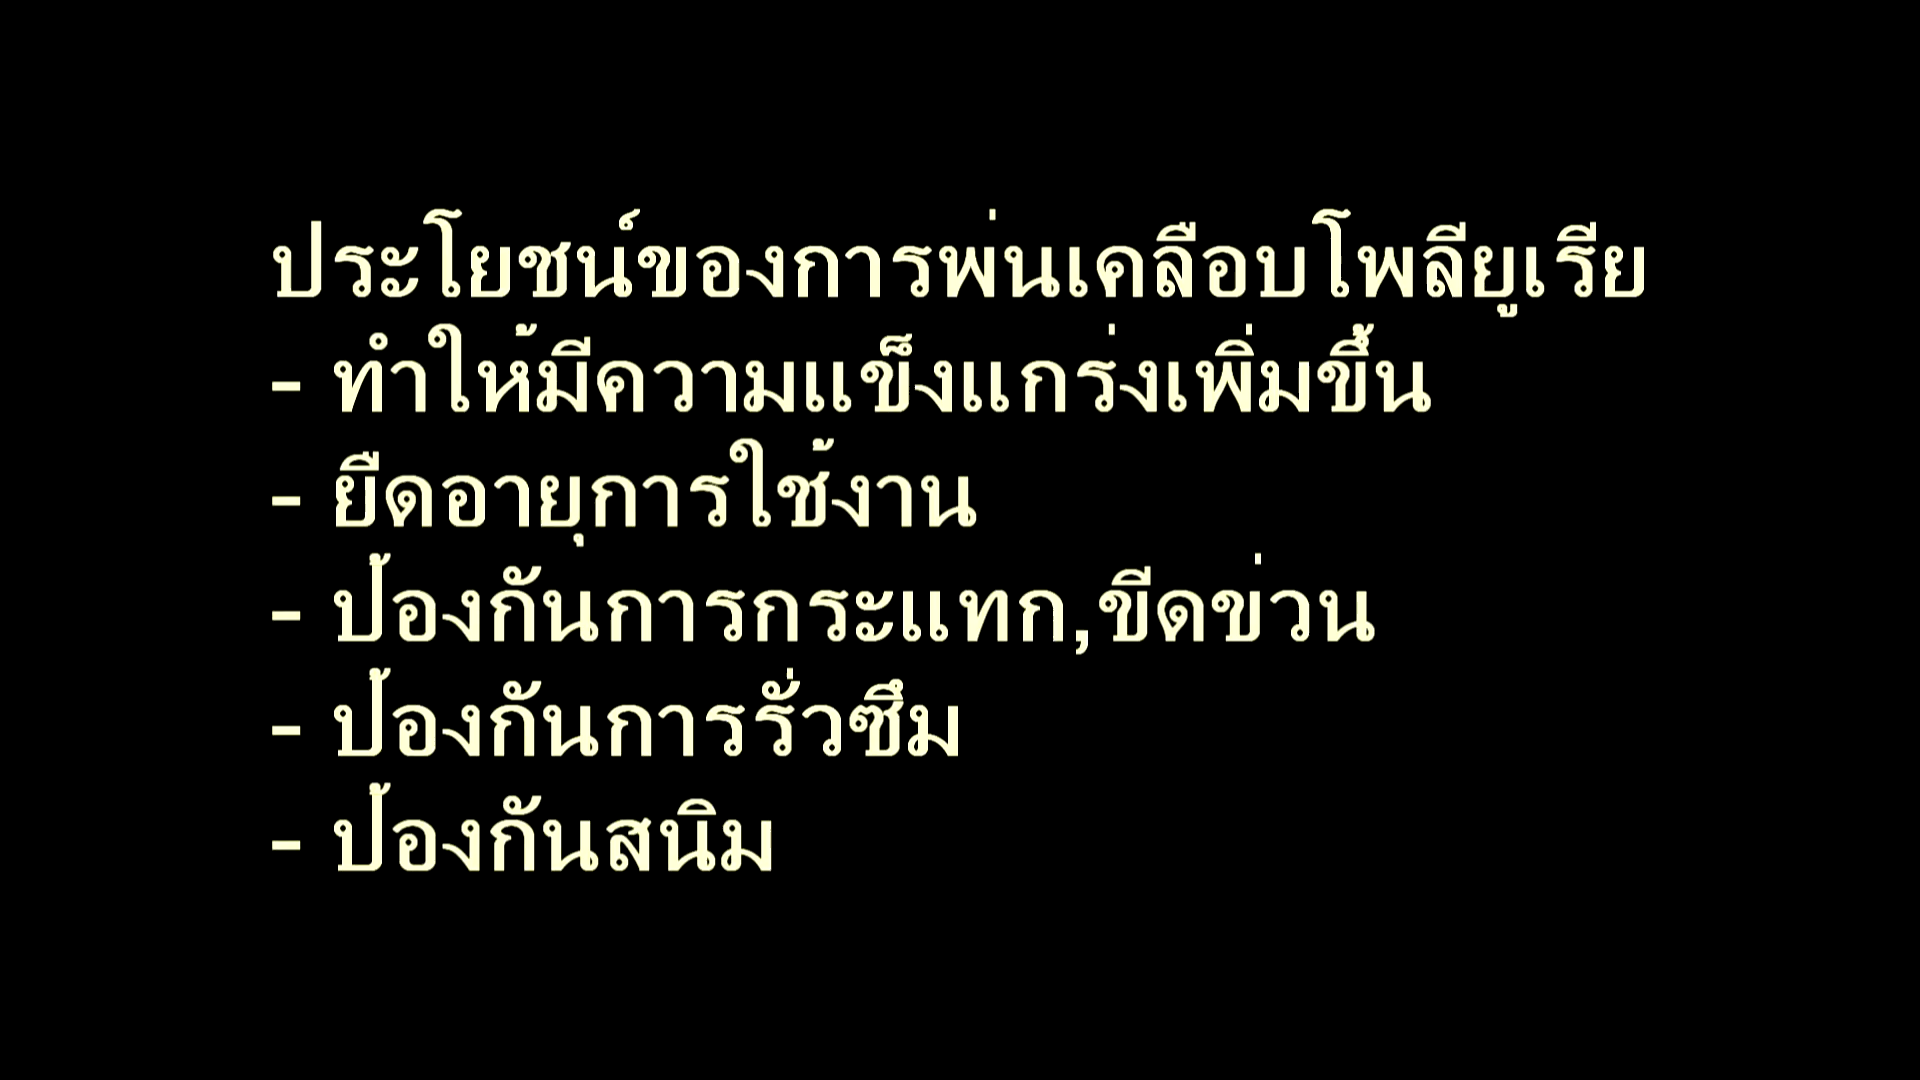 ประโยชน์ของการพ่นเคลือบโพลียูเรีย
- ทำให้มีความแข็งแกร่งเพิ่มขึ้น
- ยืดอายุการใช้งาน
- ป้องกันการกระแทก,ขีดข่วน
- ป้องกันการรั่วซึม
- ป้องกันสนิม